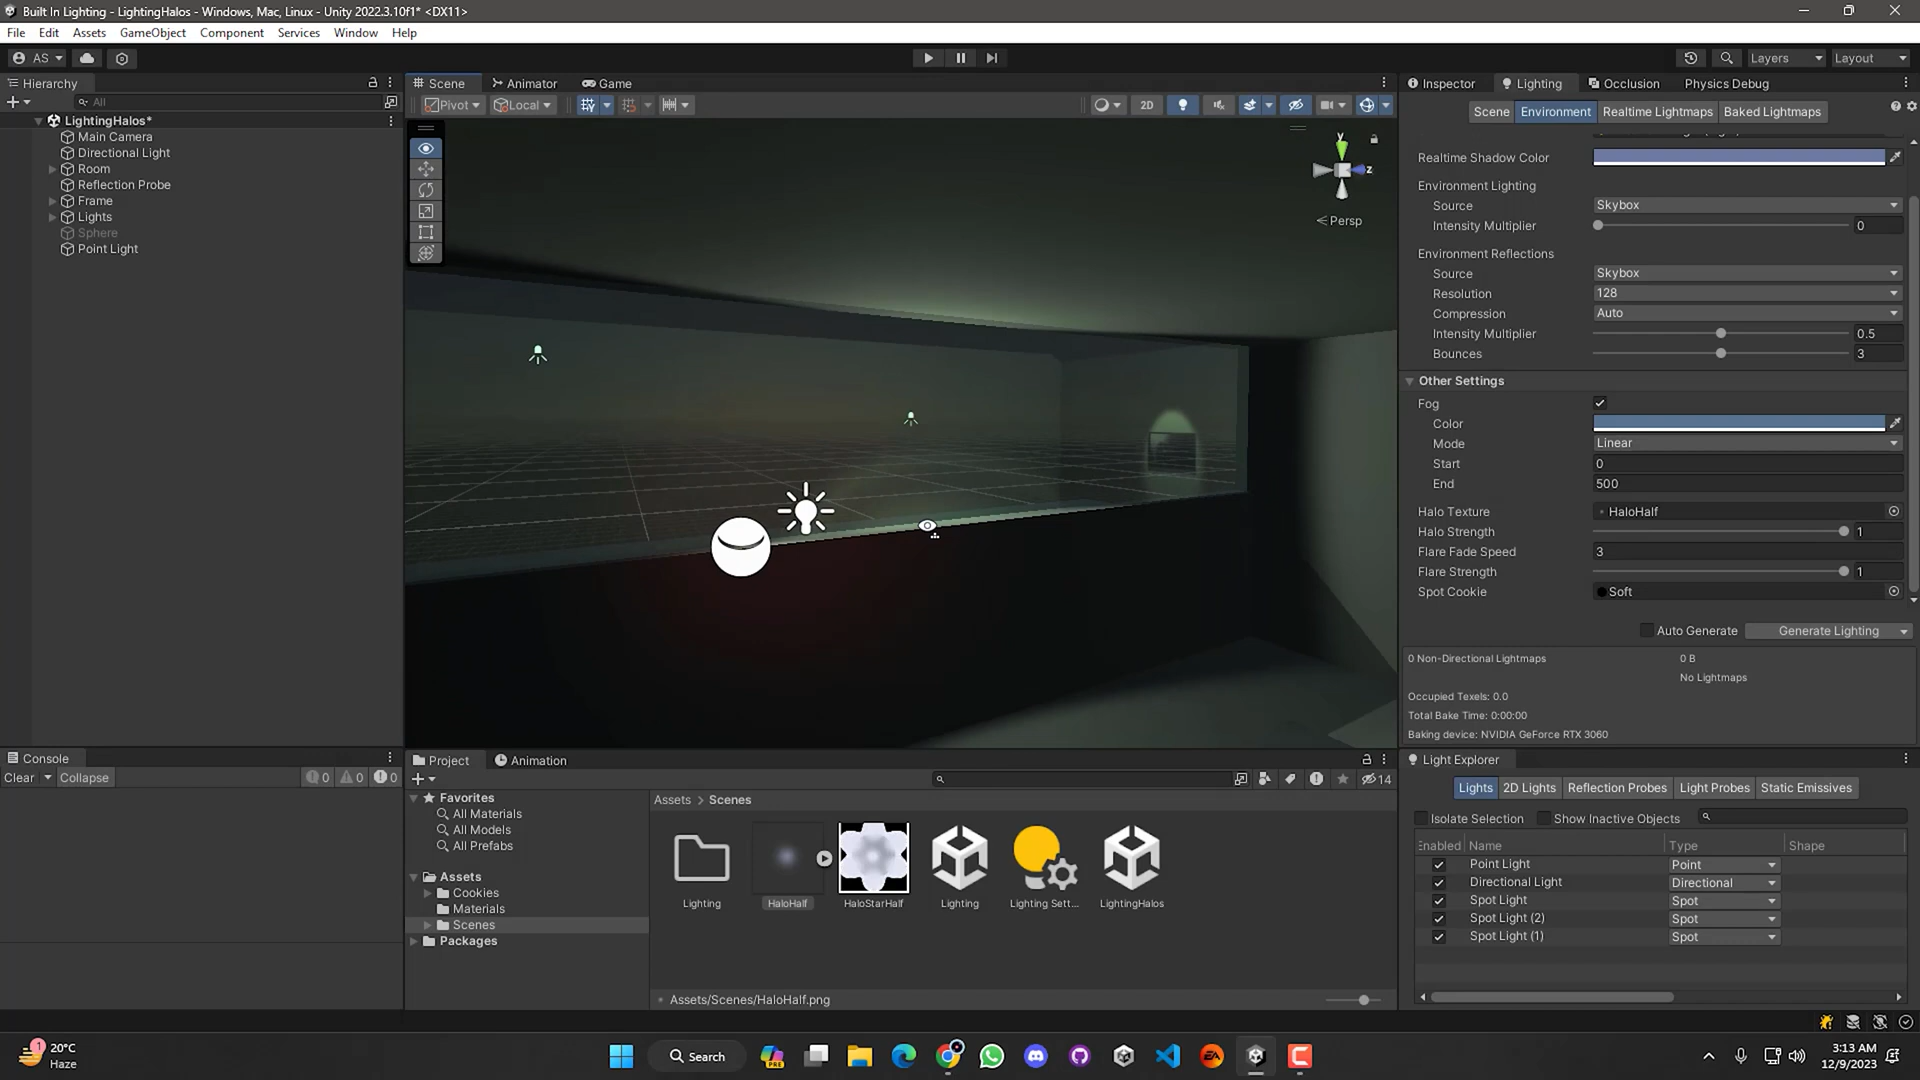 Built In Lighting - LightingHalos - Windows, Mac, Linux - Unity 2022.3.10f1* <DX11>
File Edit Assets GameObject Component Services Window Help
AS Layers Layout
Hierarchy
All
LightingHalos*
Main Camera
Directional Light
Room
Reflection Probe
Frame
Lights
Sphere
Point Light
Scene Animator Game
Pivot Local 2D
y
z
Persp
Inspector Lighting Occlusion Physics Debug
Scene Environment Realtime Lightmaps Baked Lightmaps
Realtime Shadow Color
Environment Lighting
Source Skybox
Intensity Multiplier 0
Environment Reflections
Source Skybox
Resolution 128
Compression Auto
Intensity Multiplier 0.5
Bounces 3
Other Settings
Fog
Color
Mode Linear
Start 0
End 500
Halo Texture HaloHalf
Halo Strength 1
Flare Fade Speed 3
Flare Strength 1
Spot Cookie Soft
Auto Generate Generate Lighting
0 Non-Directional Lightmaps 0 B
No Lightmaps
Occupied Texels: 0.0
Total Bake Time: 0:00:00
Baking device: NVIDIA GeForce RTX 3060
Console
Clear Collapse 0 0 0
Project Animation
14
Favorites
All Materials
All Models
All Prefabs
Assets
Cookies
Materials
Scenes
Packages
Assets > Scenes
Lighting HaloHalf HaloStarHalf Lighting Lighting Sett... LightingHalos
Assets/Scenes/HaloHalf.png
Light Explorer
Lights 2D Lights Reflection Probes Light Probes Static Emissives
Isolate Selection Show Inactive Objects
Enabled Name Type Shape
Point Light Point
Directional Light Directional
Spot Light Spot
Spot Light (2) Spot
Spot Light (1) Spot
1
20°C
Haze
Search
PRE
EA
3:13 AM
12/9/2023